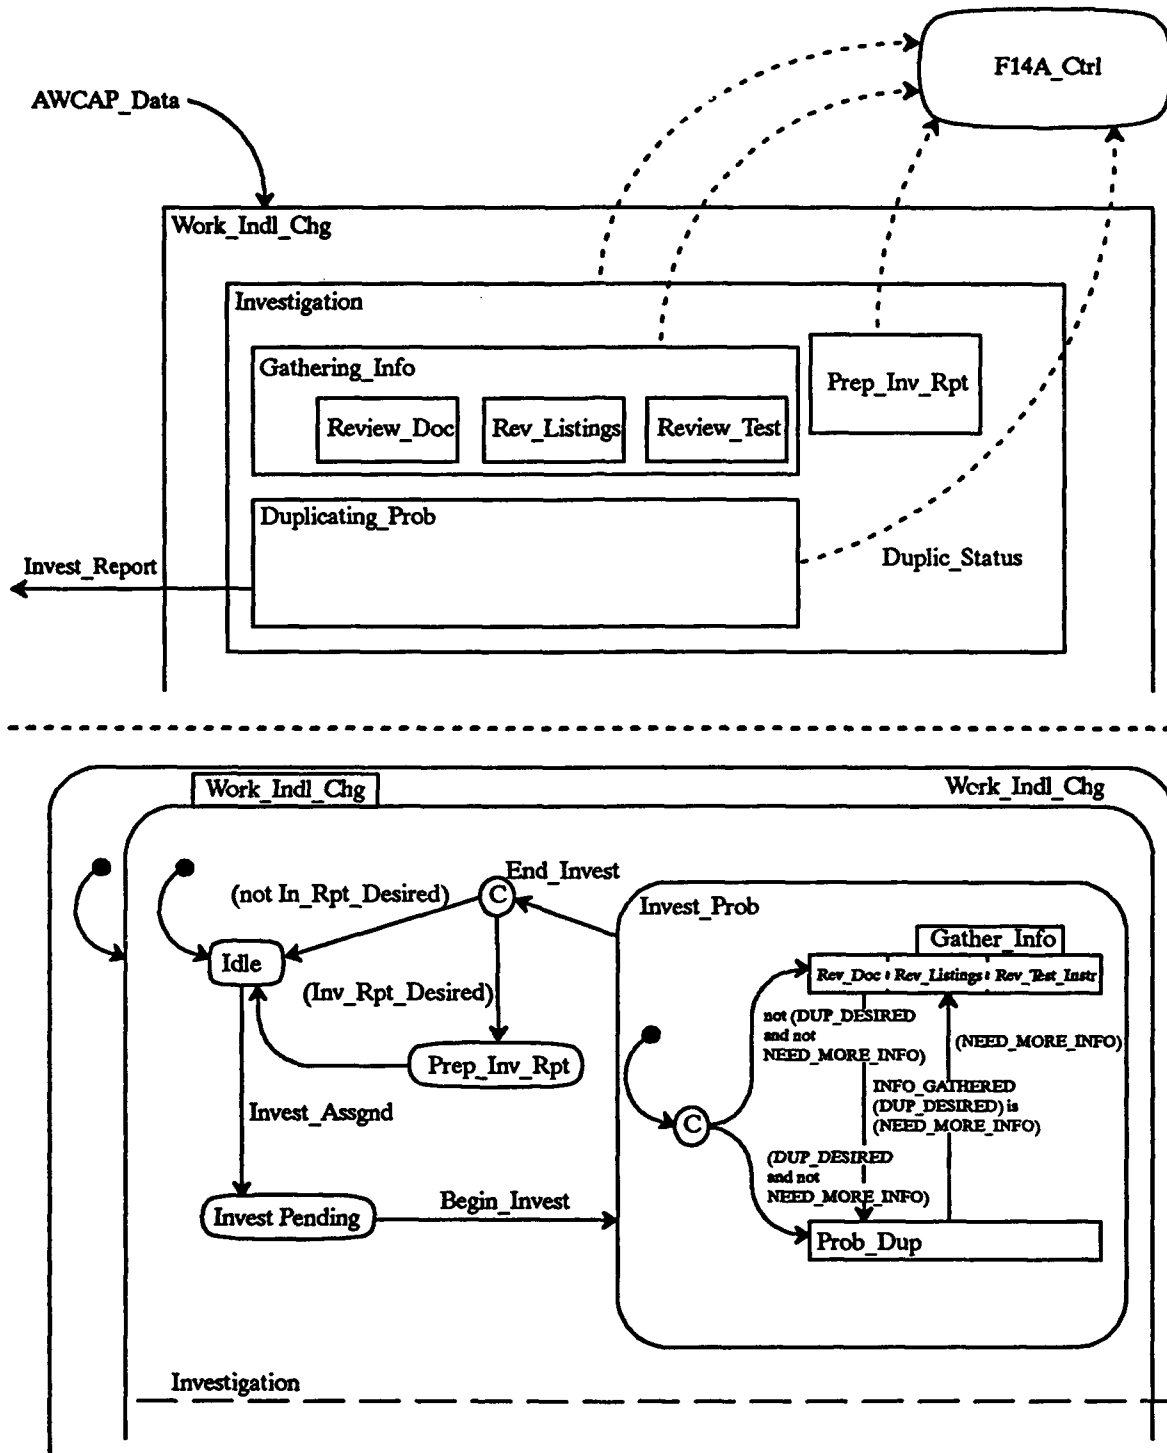 F14A_Ctrl
AWCAP_Data
Work_Indl_Chg
Investigation
Gathering_Info
Review_Doc
Rev_Listings
Review_Test
Prep_Inv_Rpt
Duplicating_Prob
Invest_Report
Duplic_Status
Work_Indl_Chg
Work_Indl_Chg
End_Invest
C
(not In_Rpt_Desired)
Invest_Prob
Gather_Info
Idle
Rev_Doc
Rev_Listings
Rev_Test_Instr
(Inv_Rpt_Desired)
not (DUP_DESIRED
and not
NEED_MORE_INFO)
(NEED_MORE_INFO)
Prep_Inv_Rpt
INFO_GATHERED
(DUP_DESIRED) is
(NEED_MORE_INFO)
Invest_Assgnd
C
(DUP_DESIRED
and not
NEED_MORE_INFO)
Invest Pending
Begin_Invest
Prob_Dup
Investigation